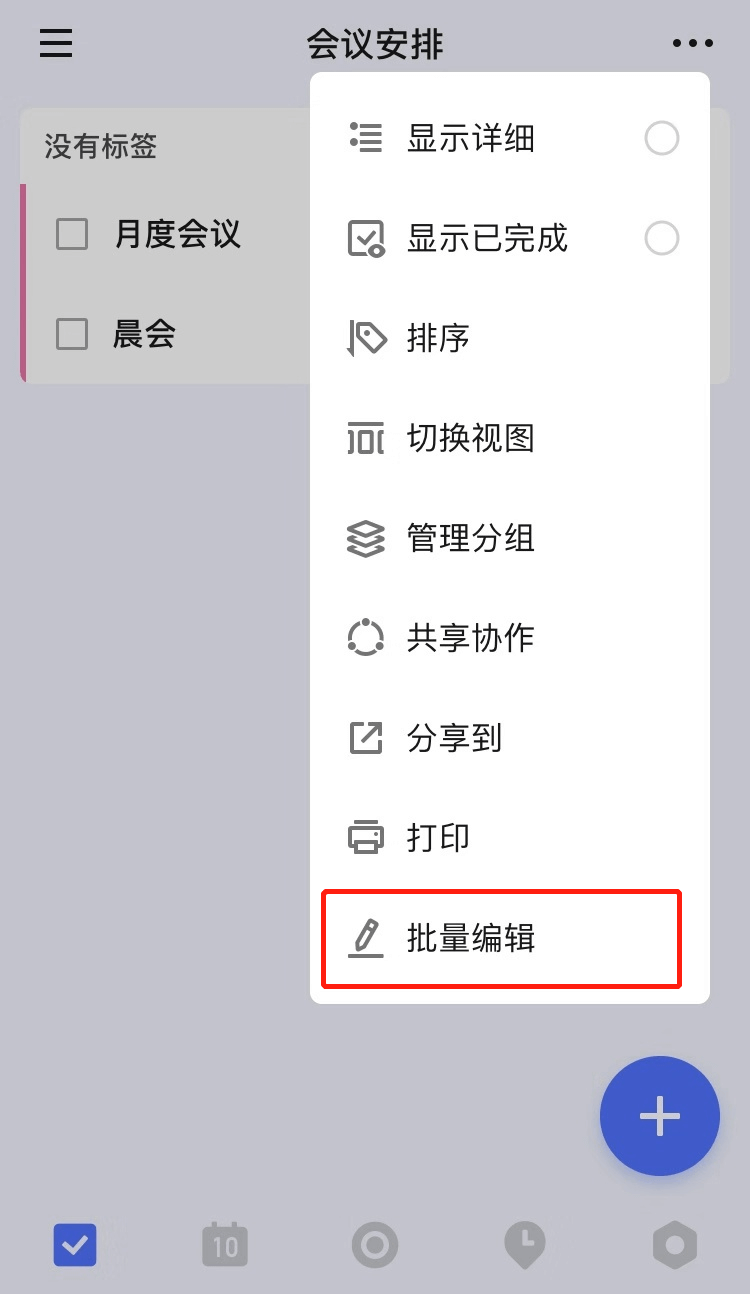 会议安排
没有标签
月度会议
晨会
显示详细
显示已完成
排序
切换视图
管理分组
共享协作
分享到
打印
批量编辑
10